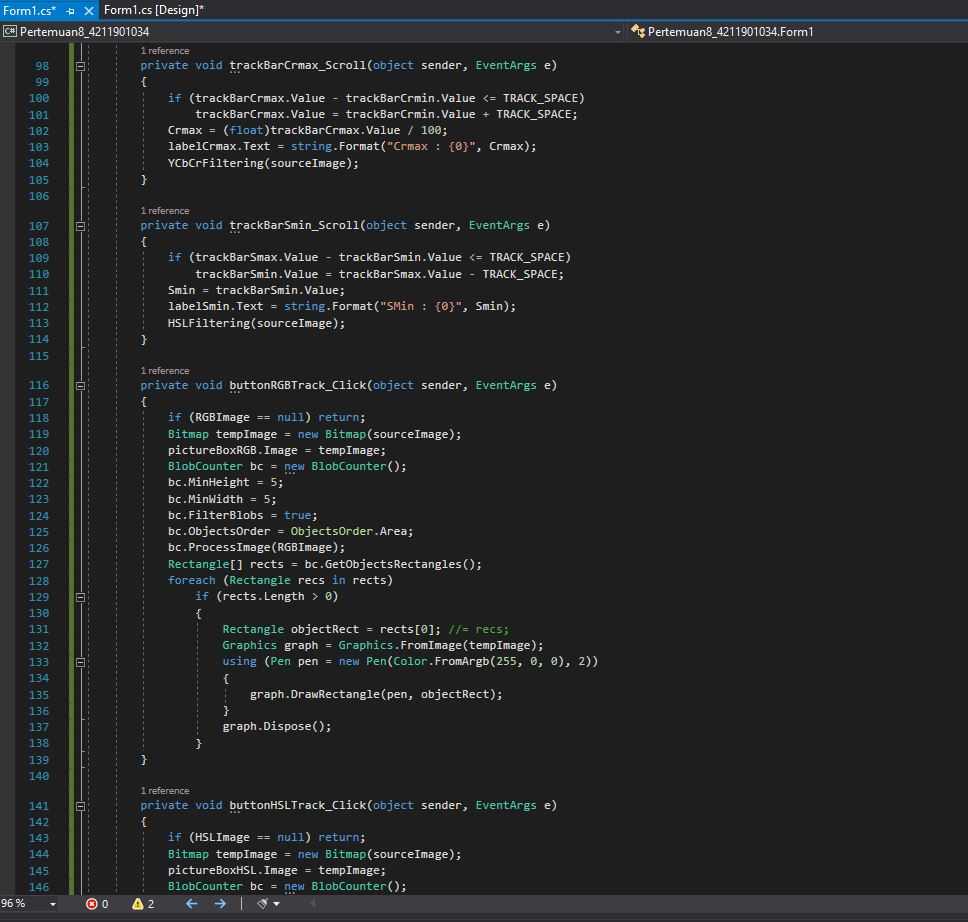 Form1.cs* Form1.cs [Design]*
C# Pertemuan8_4211901034 Pertemuan8_4211901034.Form1
1 reference
98 private void trackBarCrmax_Scroll(object sender, EventArgs e)
99 {
100 if (trackBarCrmax.Value - trackBarCrmin.Value <= TRACK_SPACE)
101 trackBarCrmax.Value = trackBarCrmin.Value + TRACK_SPACE;
102 Crmax = (float)trackBarCrmax.Value / 100;
103 labelCrmax.Text = string.Format("Crmax : {0}", Crmax);
104 YCbCrFiltering(sourceImage);
105 }
106
1 reference
107 private void trackBarSmin_Scroll(object sender, EventArgs e)
108 {
109 if (trackBarSmax.Value - trackBarSmin.Value <= TRACK_SPACE)
110 trackBarSmin.Value = trackBarSmax.Value - TRACK_SPACE;
111 Smin = trackBarSmin.Value;
112 labelSmin.Text = string.Format("SMin : {0}", Smin);
113 HSLFiltering(sourceImage);
114 }
115
1 reference
116 private void buttonRGBTrack_Click(object sender, EventArgs e)
117 {
118 if (RGBImage == null) return;
119 Bitmap tempImage = new Bitmap(sourceImage);
120 pictureBoxRGB.Image = tempImage;
121 BlobCounter bc = new BlobCounter();
122 bc.MinHeight = 5;
123 bc.MinWidth = 5;
124 bc.FilterBlobs = true;
125 bc.ObjectsOrder = ObjectsOrder.Area;
126 bc.ProcessImage(RGBImage);
127 Rectangle[] rects = bc.GetObjectsRectangles();
128 foreach (Rectangle recs in rects)
129 if (rects.Length > 0)
130 {
131 Rectangle objectRect = rects[0]; //= recs;
132 Graphics graph = Graphics.FromImage(tempImage);
133 using (Pen pen = new Pen(Color.FromArgb(255, 0, 0), 2))
134 {
135 graph.DrawRectangle(pen, objectRect);
136 }
137 graph.Dispose();
138 }
139 }
140
1 reference
141 private void buttonHSLTrack_Click(object sender, EventArgs e)
142 {
143 if (HSLImage == null) return;
144 Bitmap tempImage = new Bitmap(sourceImage);
145 pictureBoxHSL.Image = tempImage;
146 BlobCounter bc = new BlobCounter();
96 % 0 2